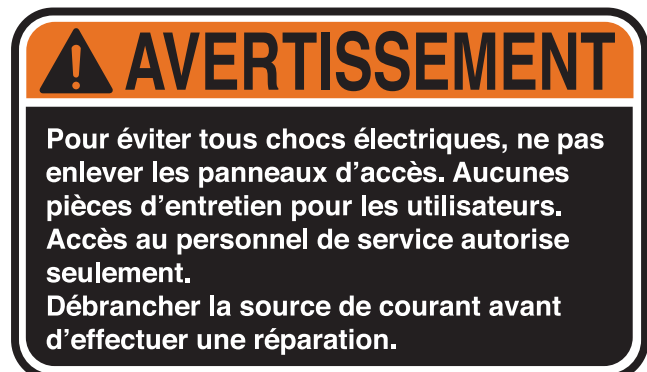 AVERTISSEMENT
Pour éviter tous chocs électriques, ne pas
enlever les panneaux d'accès. Aucunes
pièces d'entretien pour les utilisateurs.
Accès au personnel de service autorise
seulement.
Débrancher la source de courant avant
d'effectuer une réparation.